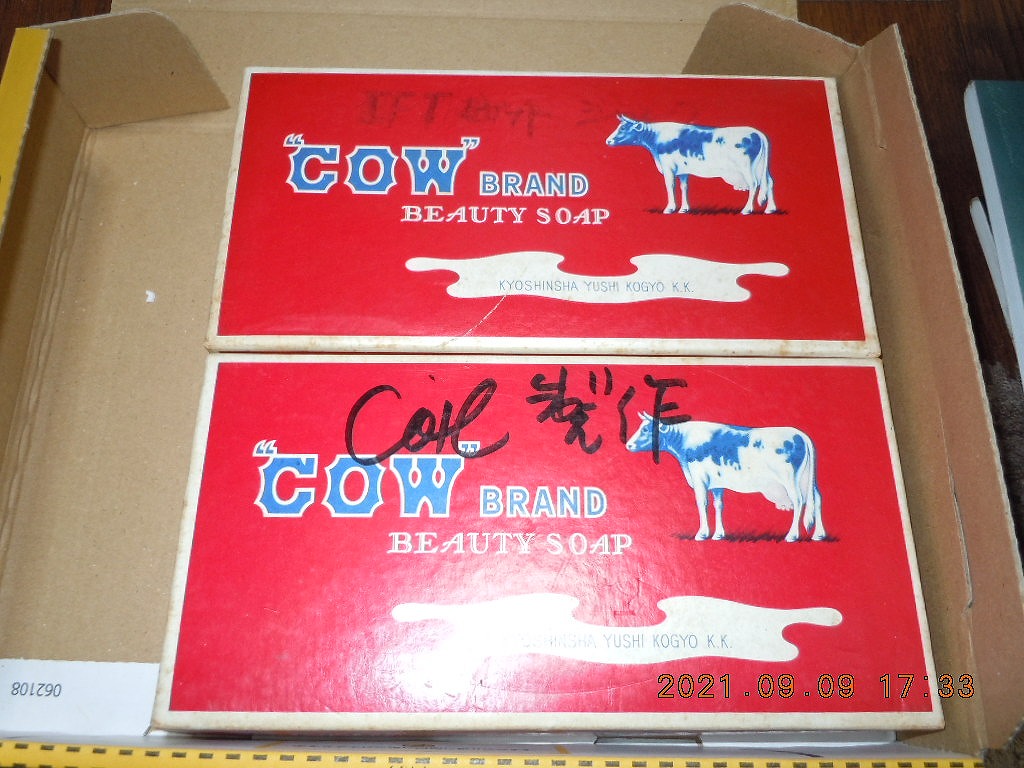 "COW" BRAND
BEAUTY SOAP
KYOSHINSHA YUSHI KOGYO K.K.
Coil 製作
"COW" BRAND
BEAUTY SOAP
KYOSHINSHA YUSHI KOGYO K.K.
2021.09.09 17:33
062108